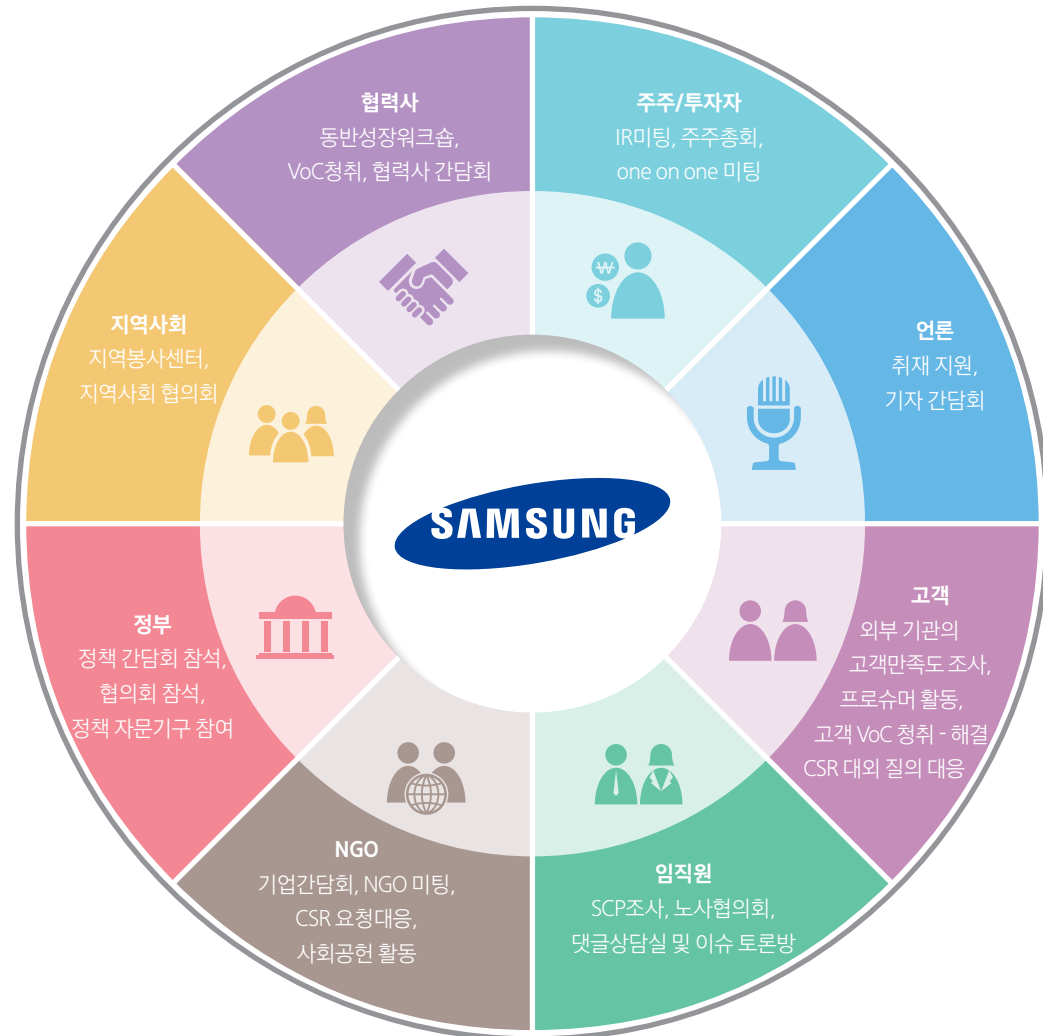 협력사
동반성장워크숍,
VoC청취, 협력사 간담회
주주/투자자
IR미팅, 주주총회,
one on one 미팅
₩
$
언론
취재 지원,
기자 간담회
고객
외부 기관의
고객만족도 조사,
프로슈머 활동,
고객 VoC 청취 - 해결
CSR 대외 질의 대응
임직원
SCP조사, 노사협의회,
댓글상담실 및 이슈 토론방
NGO
기업간담회, NGO 미팅,
CSR 요청대응,
사회공헌 활동
정부
정책 간담회 참석,
협의회 참석,
정책 자문기구 참여
지역사회
지역봉사센터,
지역사회 협의회
SAMSUNG